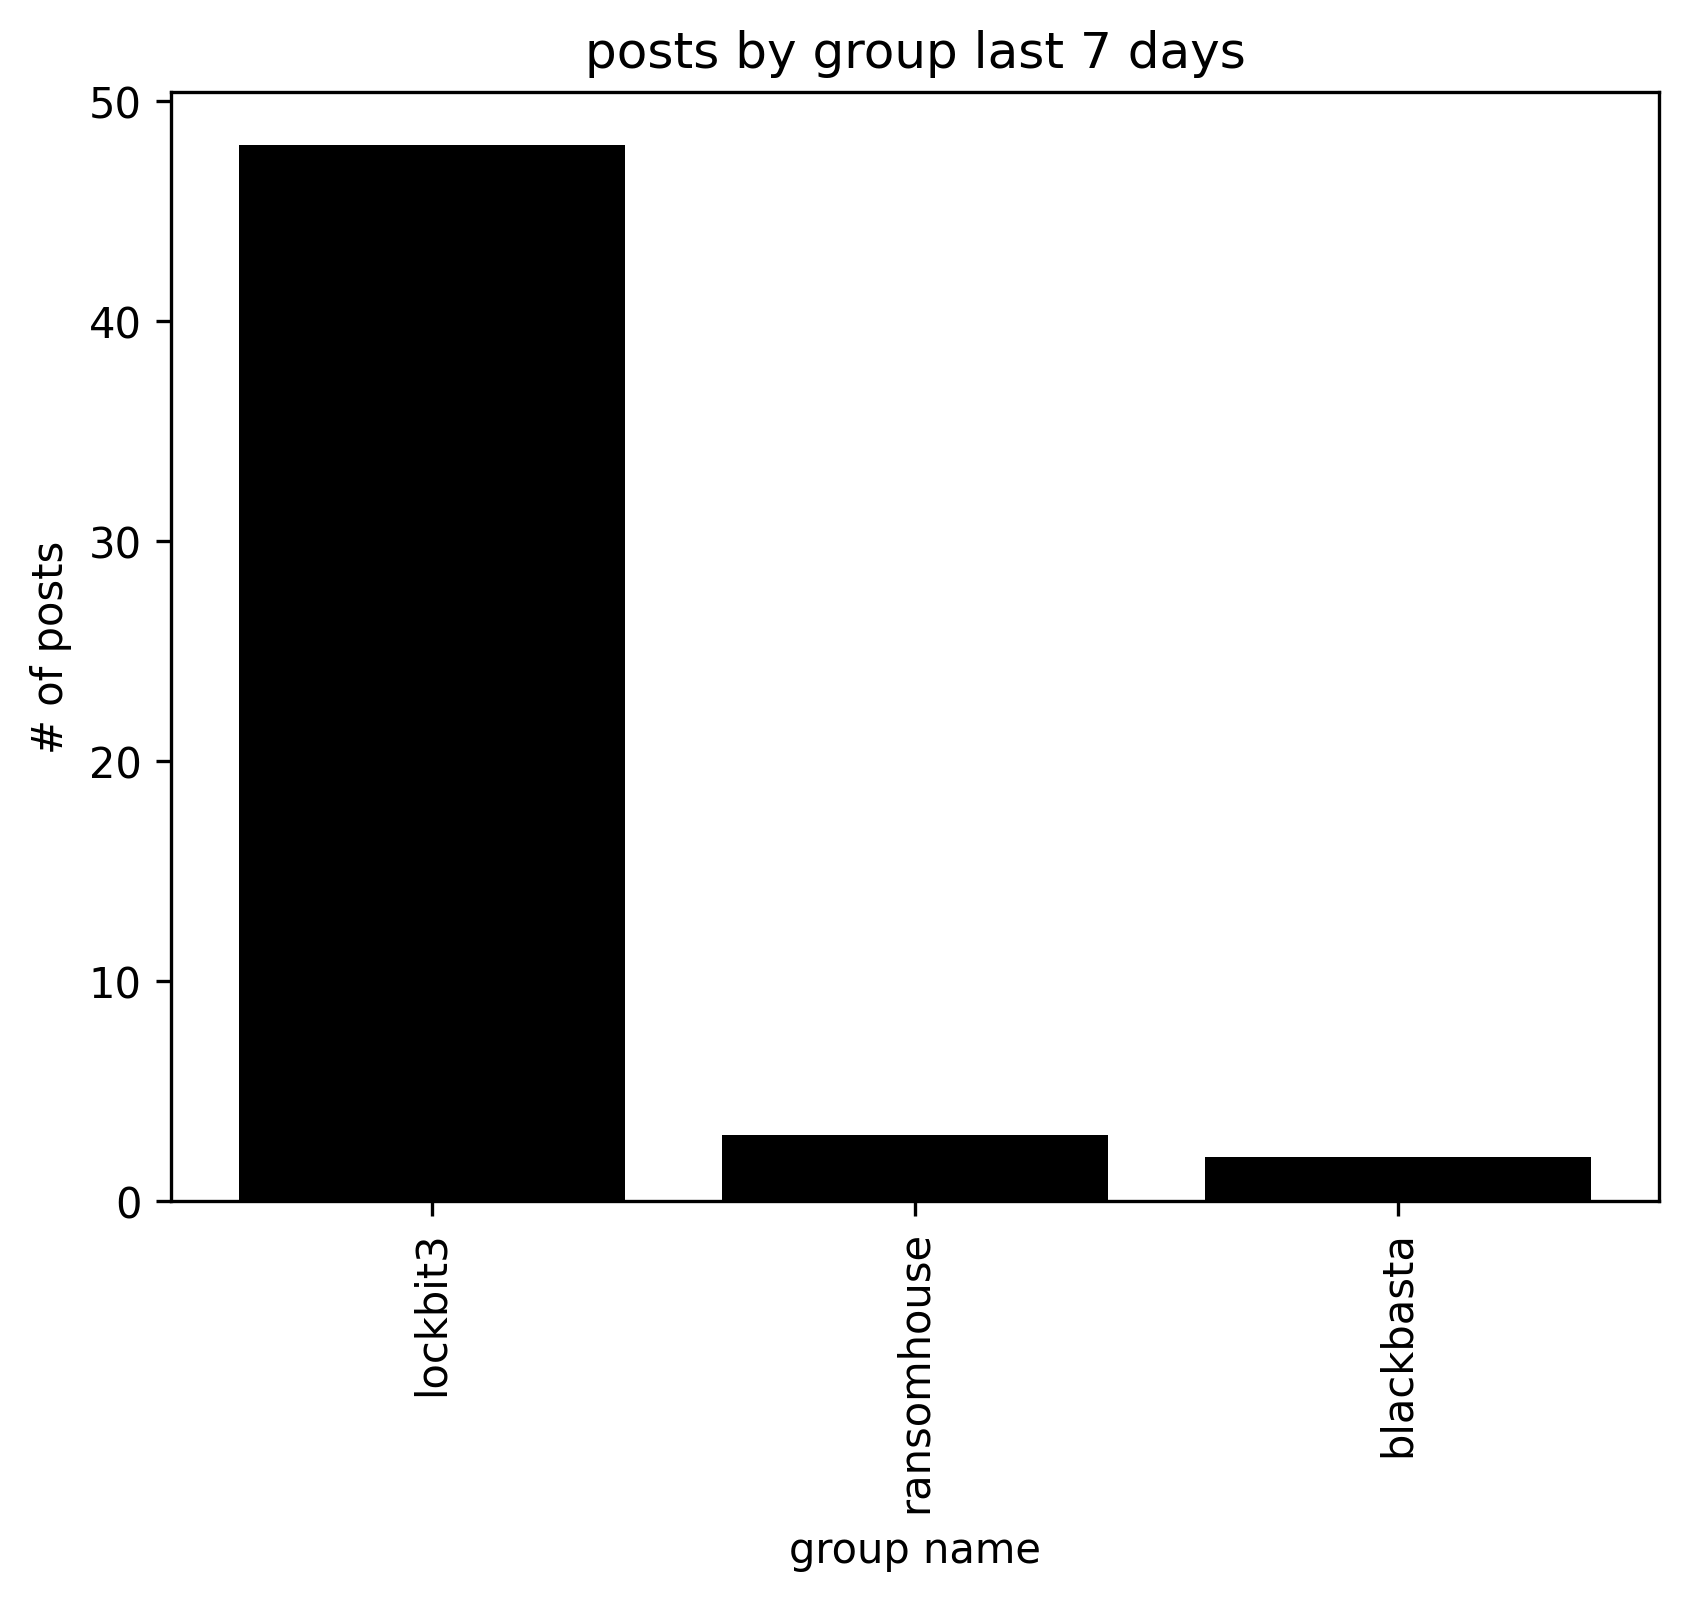 posts by group last 7 days
# of posts
50
40
30
20
10
0
lockbit3
ransomhouse
blackbasta
group name